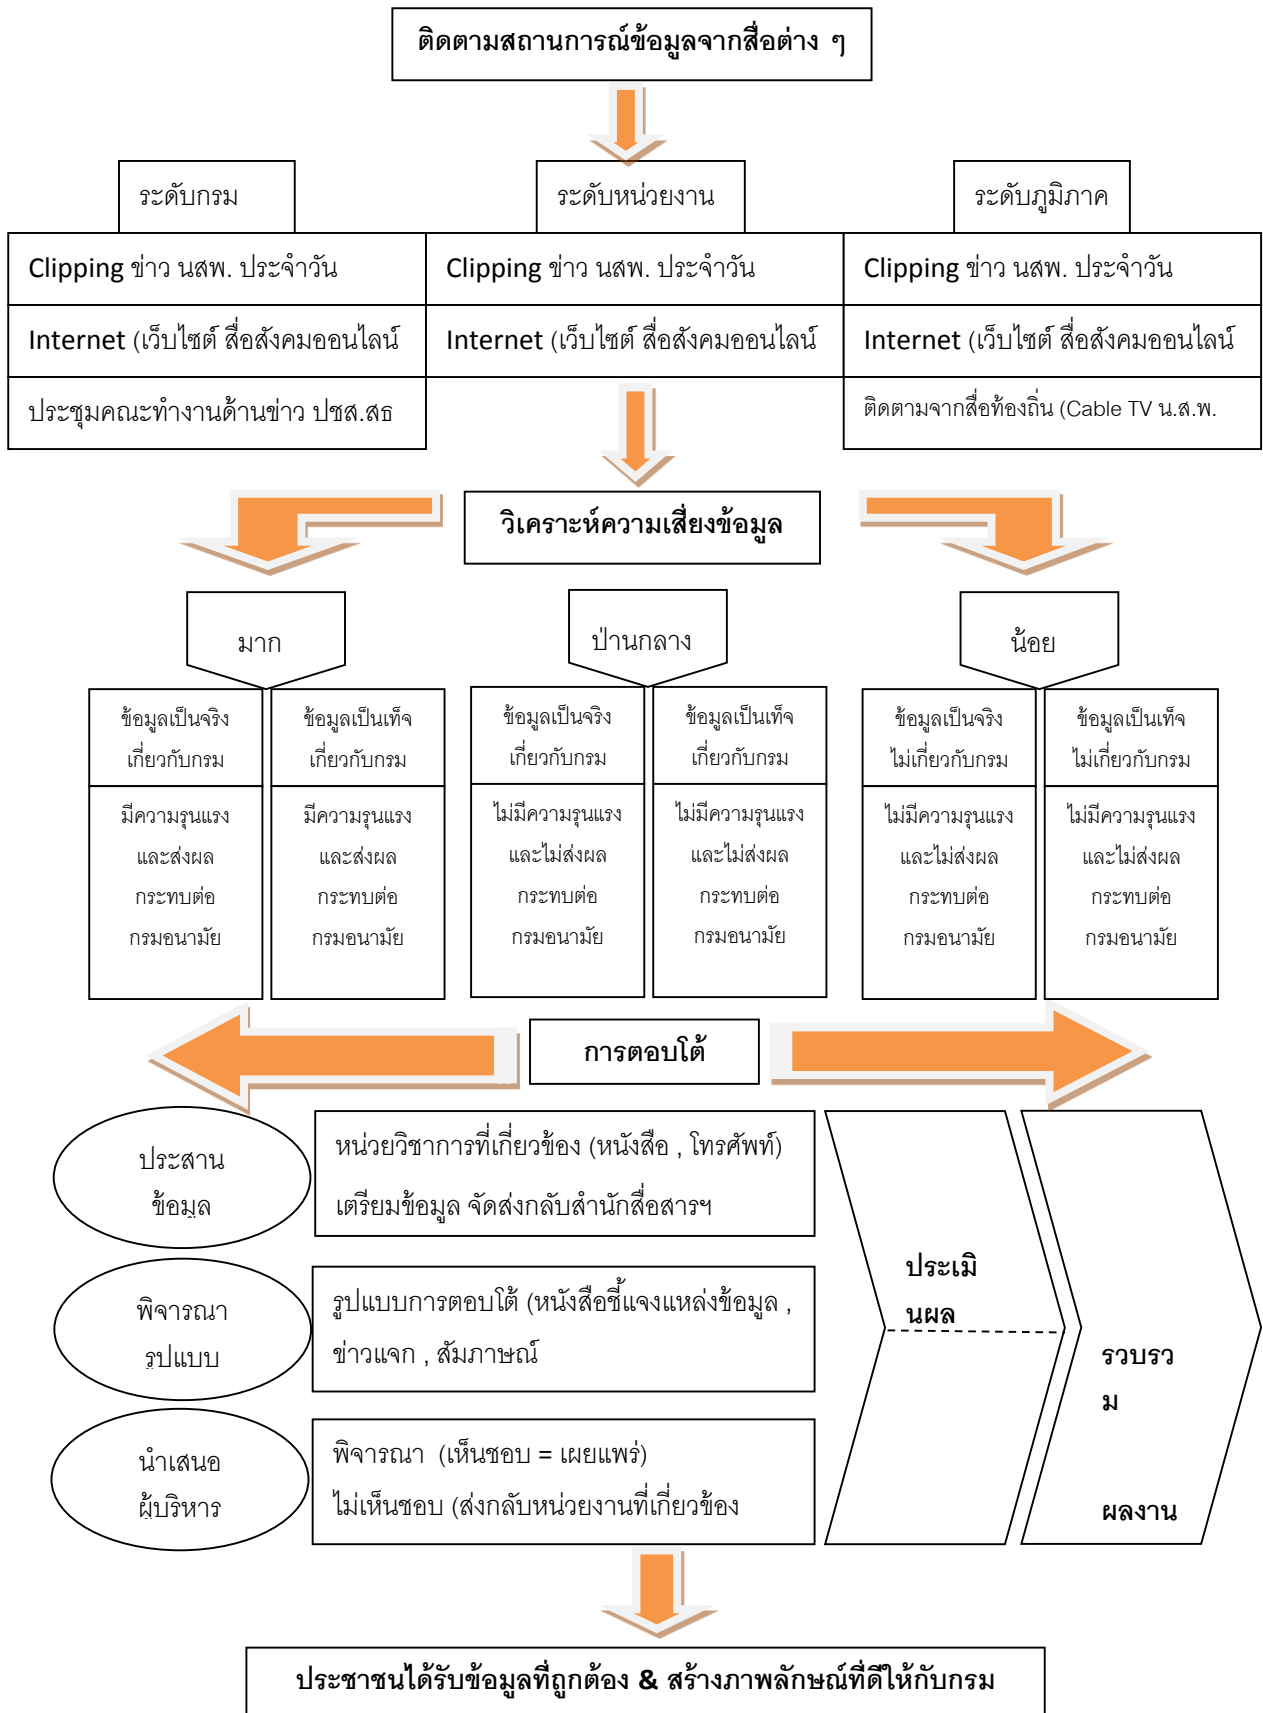 ติดตามสถานการณ์ข้อมูลจากสื่อต่าง ๆ
ระดับกรม
ระดับหน่วยงาน
ระดับภูมิภาค
Clipping ข่าว นสพ. ประจำวัน
Clipping ข่าว นสพ. ประจำวัน
Clipping ข่าว นสพ. ประจำวัน
Internet (เว็บไซต์ สื่อสังคมออนไลน์
Internet (เว็บไซต์ สื่อสังคมออนไลน์
Internet (เว็บไซต์ สื่อสังคมออนไลน์
ประชุมคณะทำงานด้านข่าว ปชส.สธ
ติดตามจากสื่อท้องถิ่น (Cable TV น.ส.พ.
วิเคราะห์ความเสี่ยงข้อมูล
มาก
ป่านกลาง
น้อย
ข้อมูลเป็นจริง
เกี่ยวกับกรม
ข้อมูลเป็นเท็จ
เกี่ยวกับกรม
ข้อมูลเป็นจริง
เกี่ยวกับกรม
ข้อมูลเป็นเท็จ
เกี่ยวกับกรม
ข้อมูลเป็นจริง
ไม่เกี่ยวกับกรม
ข้อมูลเป็นเท็จ
ไม่เกี่ยวกับกรม
มีความรุนแรง
และส่งผล
กระทบต่อ
กรมอนามัย
มีความรุนแรง
และส่งผล
กระทบต่อ
กรมอนามัย
ไม่มีความรุนแรง
และไม่ส่งผล
กระทบต่อ
กรมอนามัย
ไม่มีความรุนแรง
และไม่ส่งผล
กระทบต่อ
กรมอนามัย
ไม่มีความรุนแรง
และไม่ส่งผล
กระทบต่อ
กรมอนามัย
ไม่มีความรุนแรง
และไม่ส่งผล
กระทบต่อ
กรมอนามัย
การตอบโต้
ประสาน
ข้อมูล
หน่วยวิชาการที่เกี่ยวข้อง (หนังสือ , โทรศัพท์)
เตรียมข้อมูล จัดส่งกลับสำนักสื่อสารฯ
พิจารณา
รูปแบบ
รูปแบบการตอบโต้ (หนังสือชี้แจงแหล่งข้อมูล ,
ข่าวแจก , สัมภาษณ์
นำเสนอ
ผู้บริหาร
พิจารณา (เห็นชอบ = เผยแพร่)
ไม่เห็นชอบ (ส่งกลับหน่วยงานที่เกี่ยวข้อง
ประเมิ
นผล
รวบรว
ม
ผลงาน
ประชาชนได้รับข้อมูลที่ถูกต้อง & สร้างภาพลักษณ์ที่ดีให้กับกรม